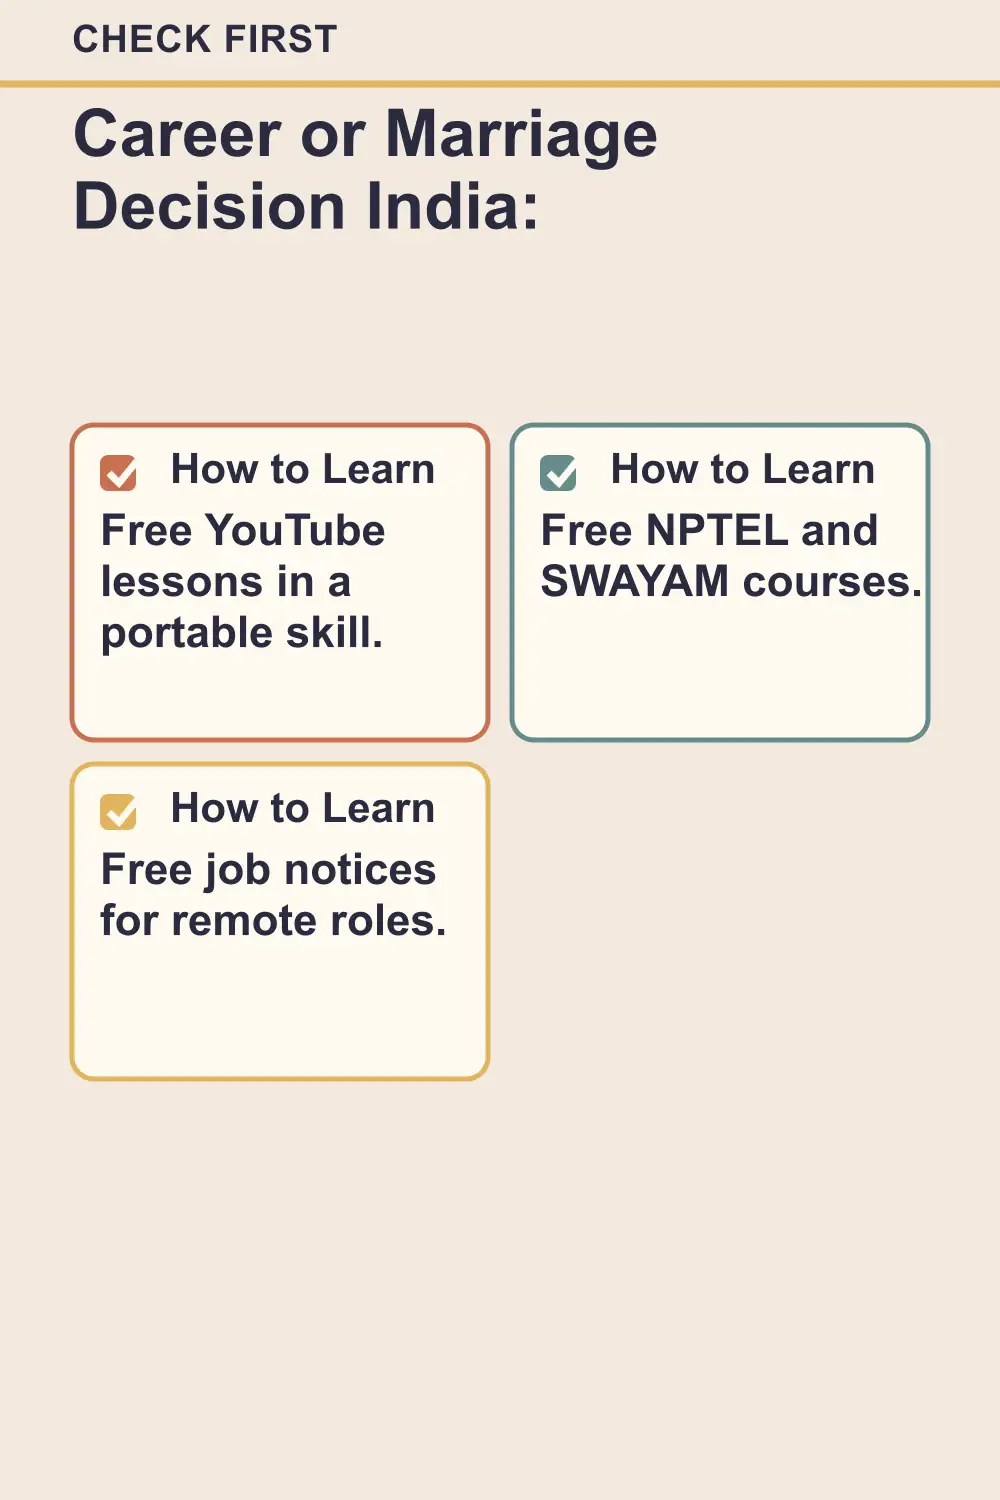 CHECK FIRST
Career or Marriage
Decision India:
How to Learn
Free YouTube
lessons in a
portable skill.
How to Learn
Free NPTEL and
SWAYAM courses.
How to Learn
Free job notices
for remote roles.